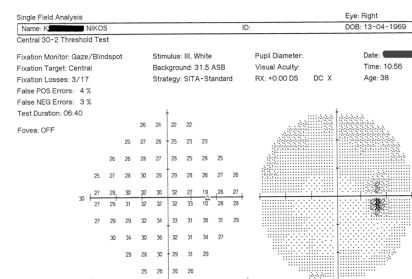 Single Field Analysis Eye: Right
Name: K NIKOS ID: DOB: 13-04-1969
Central 30-2 Threshold Test
Fixation Monitor: Gaze/Blindspot Stimulus: III, White Pupil Diameter: Date:
Fixation Target: Central Background: 31.5 ASB Visual Acuity: Time: 10:56
Fixation Losses: 3/17 Strategy: SITA-Standard RX: +0.00 DS DC X Age: 38
False POS Errors: 4 %
False NEG Errors: 3 %
Test Duration: 06:40
Fovea: OFF
26 24 22 22
25 27 26 25 23 23
26 26 28 27 28 25 28 25
25 27 28 29 29 28 26 28 25 27
27 28 30 32 30 32 27 19 28 27
30
27 29 31 32 32 32 33 10 28 28
27 29 29 32 34 33 31 36 31 29
30 34 30 36 32 31 34 27
28 28 30 29 31 29
25 26 26 26